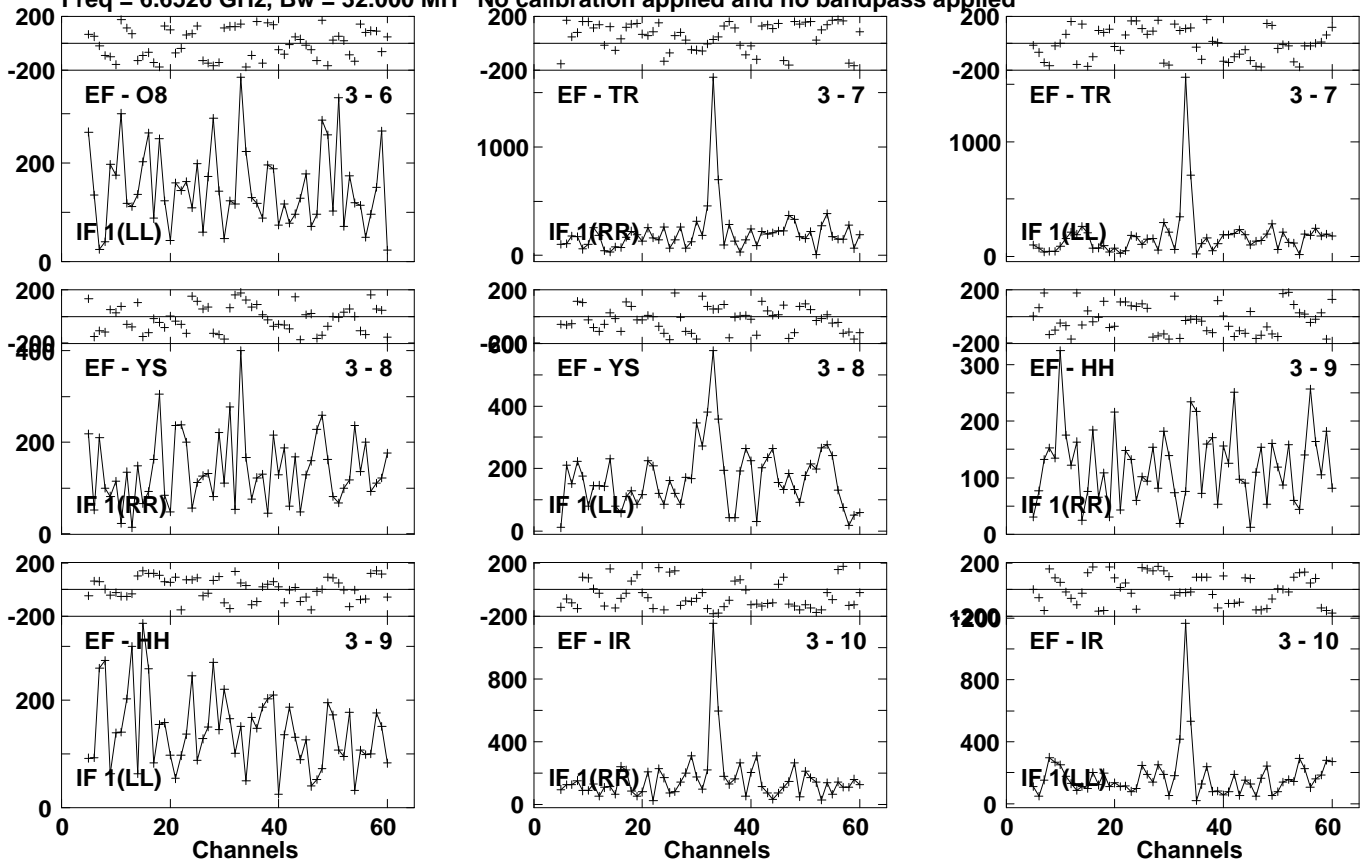 Freq = 6.6526 GHz, Bw = 32.000 MH No calibration applied and no bandpass applied
200
-200
EF - O8 3 - 6
200
0
IF 1(LL)
200
-200
EF - TR 3 - 7
1000
0
IF 1(RR)
200
-200
EF - TR 3 - 7
1000
0
IF 1(LL)
200
-200
400
EF - YS 3 - 8
200
0
IF 1(RR)
200
-200
600
EF - YS 3 - 8
400
200
0
IF 1(LL)
200
-200
EF - HH 3 - 9
300
200
100
0
IF 1(RR)
200
-200
EF - HH 3 - 9
200
0
IF 1(LL)
0 20 40 60
Channels
200
-200
EF - IR 3 - 10
800
400
0
IF 1(RR)
0 20 40 60
Channels
200
-200
1200
EF - IR 3 - 10
800
400
0
IF 1(LL)
0 20 40 60
Channels